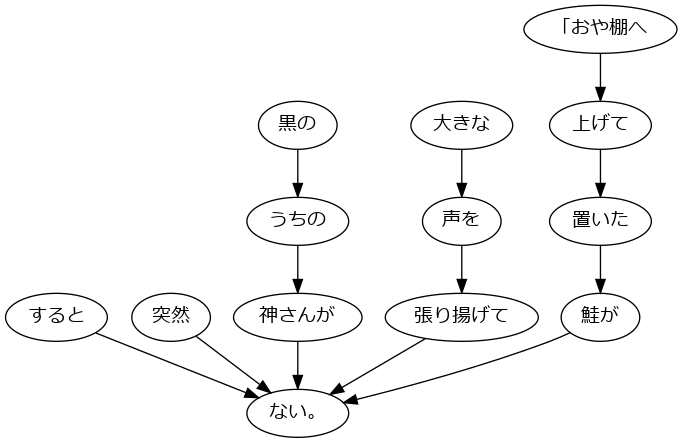 「おや棚へ
黒の
大きな
上げて
うちの
声を
置いた
すると
突然
神さんが
張り揚げて
鮭が
ない。